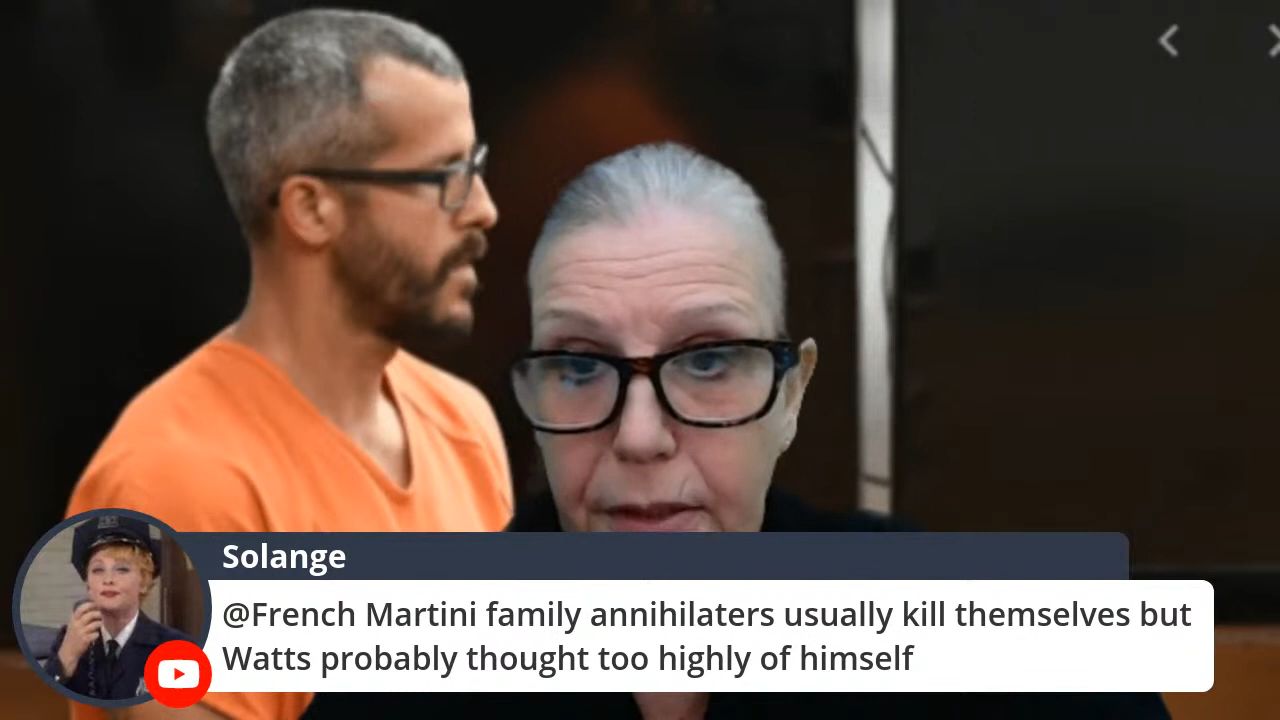 Solange
@French Martini family annihilaters usually kill themselves but
Watts probably thought too highly of himself